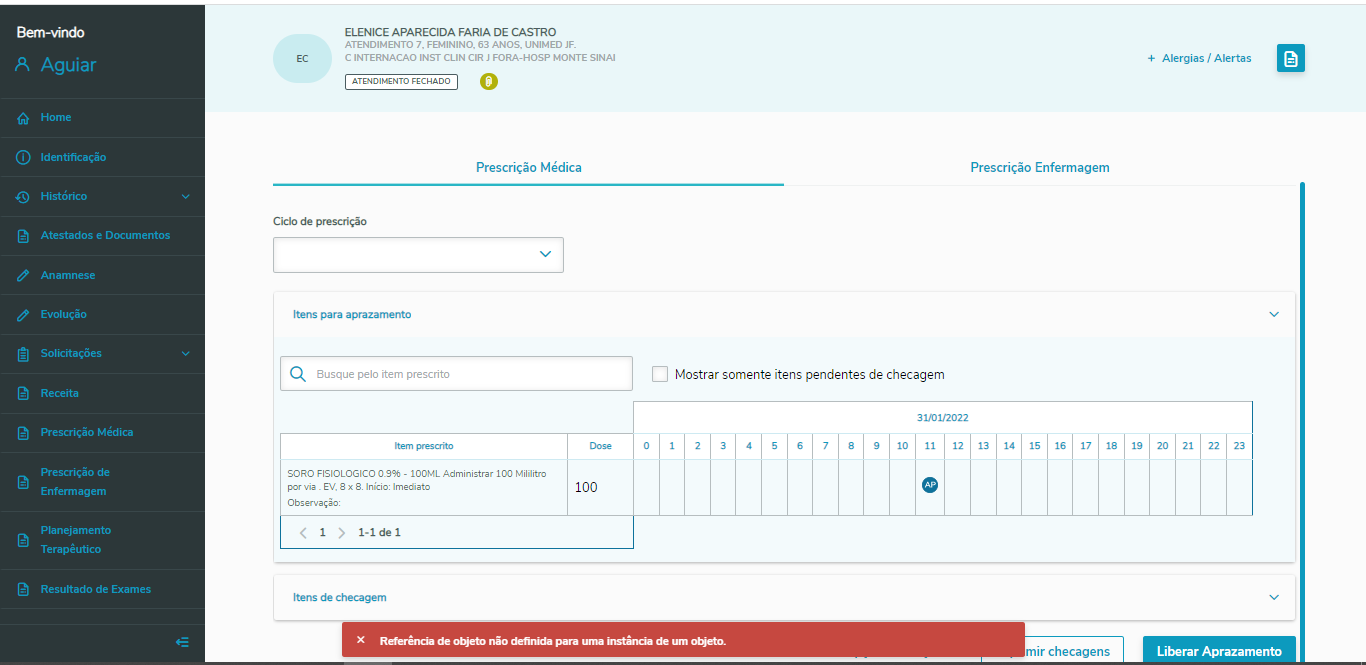 Bem-vindo
Aguiar
Home
Identificação
Histórico
Atestados e Documentos
Anamnese
Evolução
Solicitações
Receita
Prescrição Médica
Prescrição de
Enfermagem
Planejamento
Terapêutico
Resultado de Exames
EC
ELENICE APARECIDA FARIA DE CASTRO
ATENDIMENTO 7, FEMININO, 63 ANOS, UNIMED JF.
C INTERNACAO INST CLIN CIR J FORA-HOSP MONTE SINAI
ATENDIMENTO FECHADO
+ Alergias / Alertas
Prescrição Médica
Prescrição Enfermagem
Ciclo de prescrição
Itens para aprazamento
Busque pelo item prescrito
Mostrar somente itens pendentes de checagem
31/01/2022
Item prescrito Dose 0 1 2 3 4 5 6 7 8 9 10 11 12 13 14 15 16 17 18 19 20 21 22 23
SORO FISIOLOGICO 0.9% - 100ML Administrar 100 Mililitro
por via . EV, 8 x 8. Início: Imediato
Observação:
100
AP
1 1-1 de 1
Itens de checagem
× Referência de objeto não definida para uma instância de um objeto.
mir checagens
Liberar Aprazamento